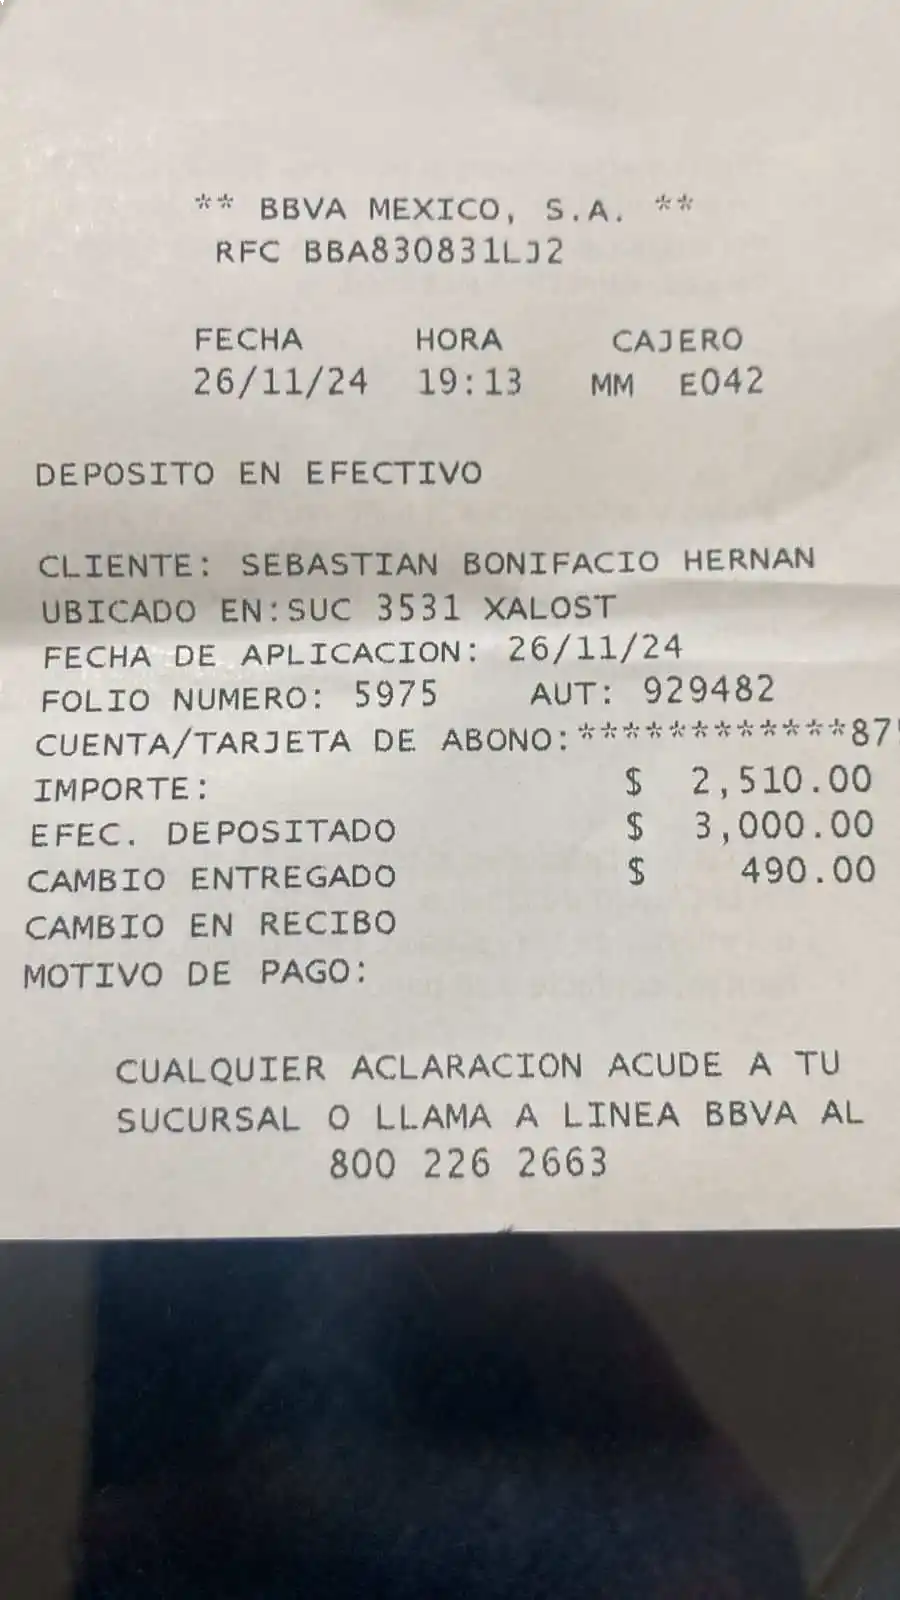 ** BBVA MEXICO, S.A. **
RFC BBA830831LJ2
FECHA HORA CAJERO
26/11/24 19:13 MM E042
DEPOSITO EN EFECTIVO
CLIENTE: SEBASTIAN BONIFACIO HERNAN
UBICADO EN:SUC 3531 XALOST
FECHA DE APLICACION: 26/11/24
FOLIO NUMERO: 5975 AUT: 929482
CUENTA/TARJETA DE ABONO:************87
IMPORTE: $ 2,510.00
EFEC. DEPOSITADO $ 3,000.00
CAMBIO ENTREGADO $ 490.00
CAMBIO EN RECIBO
MOTIVO DE PAGO:
CUALQUIER ACLARACION ACUDE A TU
SUCURSAL O LLAMA A LINEA BBVA AL
800 226 2663